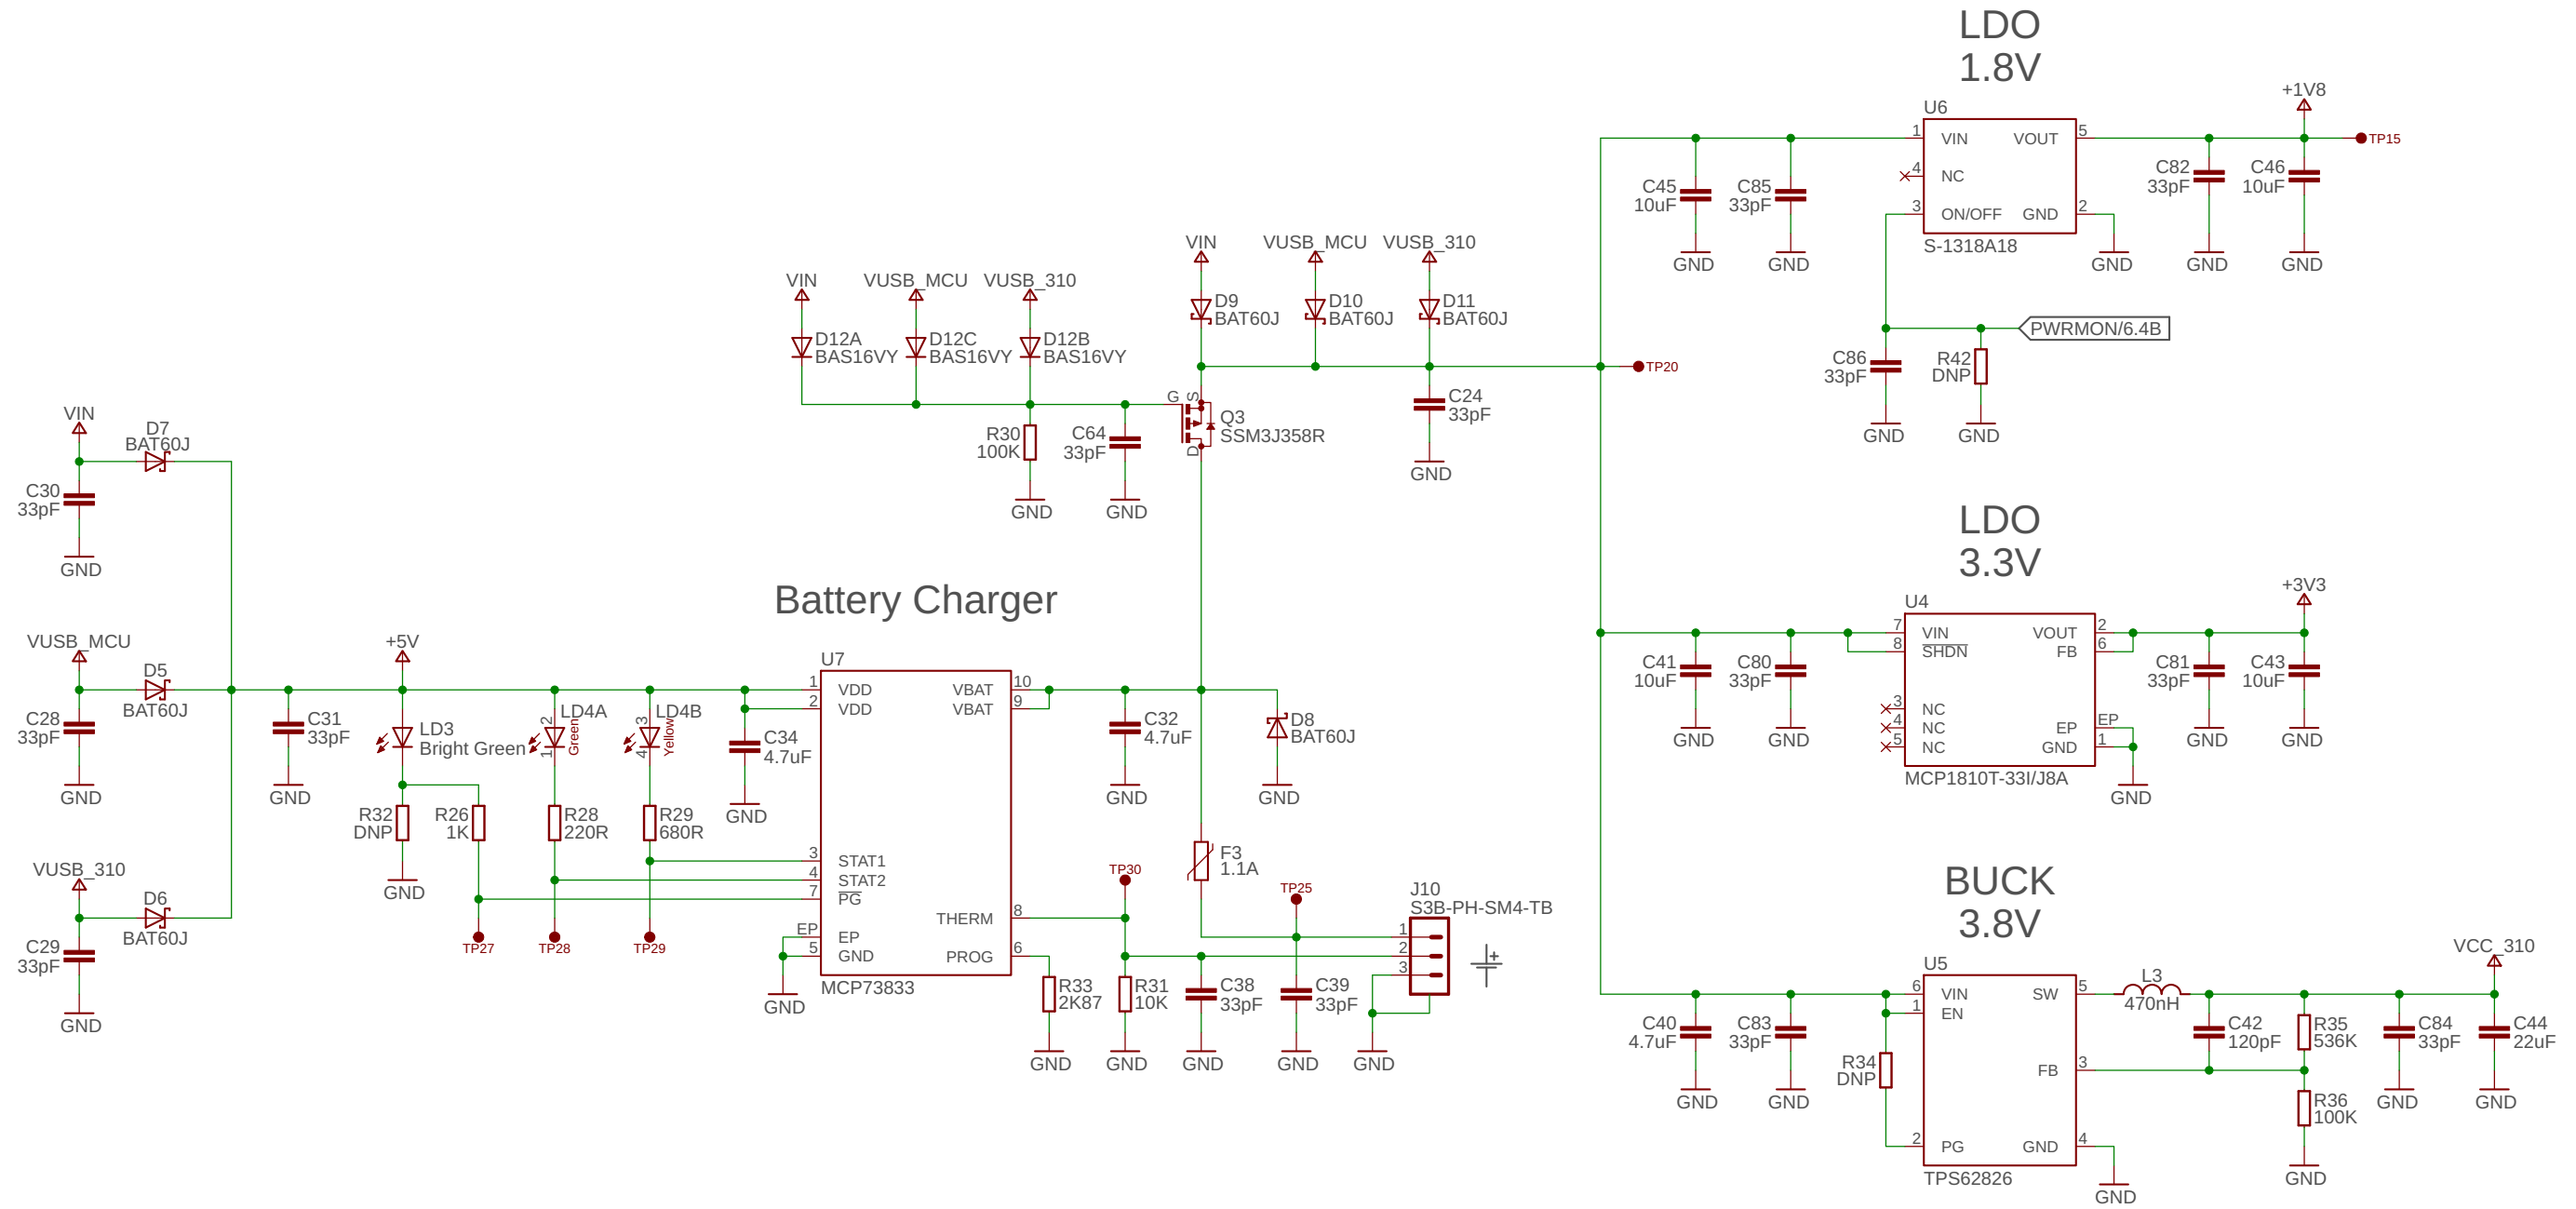 LDO
1.8V
U6
+1V8
1
VIN
VOUT
5
TP15
4
NC
3
ON/OFF
GND
2
S-1318A18
C45
10uF
GND
C85
33pF
GND
GND
C82
33pF
GND
C46
10uF
GND
PWRMON/6.4B
C86
33pF
GND
R42
DNP
GND
VIN
VUSB_MCU
VUSB_310
D9
BAT60J
D10
BAT60J
D11
BAT60J
TP20
VIN
VUSB_MCU
VUSB_310
D12A
BAS16VY
D12C
BAS16VY
D12B
BAS16VY
R30
100K
GND
C64
33pF
GND
G
S
D
Q3
SSM3J358R
C24
33pF
GND
VIN
D7
BAT60J
C30
33pF
GND
VUSB_MCU
D5
BAT60J
C28
33pF
GND
VUSB_310
D6
BAT60J
C29
33pF
GND
+5V
C31
33pF
GND
LD3
Bright Green
R32
DNP
GND
R26
1K
TP27
LD4A
2
1
Green
R28
220R
TP28
LD4B
3
4
Yellow
R29
680R
TP29
C34
4.7uF
GND
Battery Charger
U7
1
VDD
VBAT
10
2
VDD
VBAT
9
3
STAT1
4
STAT2
7
PG
THERM
8
EP
EP
5
GND
PROG
6
MCP73833
GND
C32
4.7uF
GND
D8
BAT60J
GND
F3
1.1A
TP30
TP25
J10
S3B-PH-SM4-TB
1
2
3
+
R33
2K87
GND
R31
10K
GND
C38
33pF
GND
C39
33pF
GND
GND
LDO
3.3V
U4
+3V3
7
VIN
VOUT
2
8
SHDN
FB
6
3
NC
4
NC
EP
EP
5
NC
GND
1
MCP1810T-33I/J8A
C41
10uF
GND
C80
33pF
GND
GND
C81
33pF
GND
C43
10uF
GND
BUCK
3.8V
U5
VCC_310
6
VIN
SW
5
1
EN
FB
3
2
PG
GND
4
TPS62826
C40
4.7uF
GND
C83
33pF
GND
R34
DNP
L3
470nH
GND
C42
120pF
R35
536K
R36
100K
GND
C84
33pF
GND
C44
22uF
GND